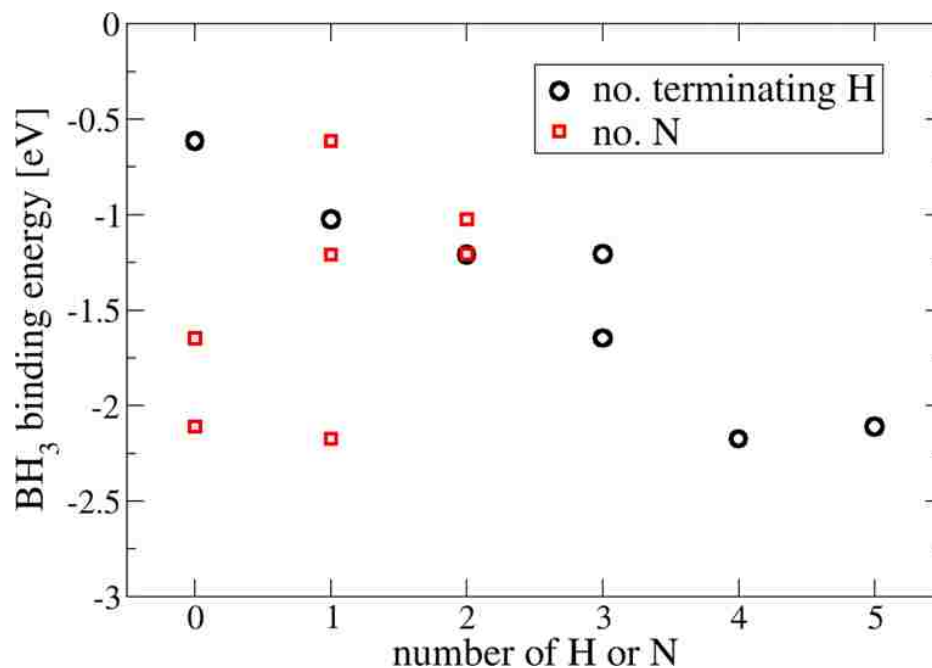 0
-0.5
-1
-1.5
-2
-2.5
-3
BH₃ binding energy [eV]
no. terminating H
no. N
0 1 2 3 4 5
number of H or N